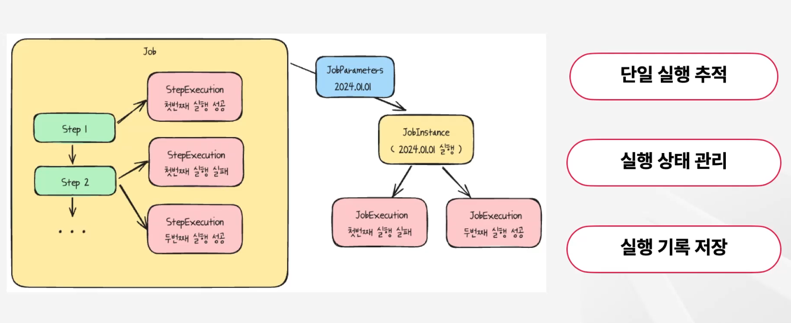 Job
StepExecution
첫번째 실행 성공
Step 1
StepExecution
첫번째 실행 실패
Step 2
StepExecution
두번째 실행 성공
...
JobParameters
2024.01.01
JobInstance
( 2024.01.01 실행 )
JobExecution
첫번째 실행 실패
JobExecution
두번째 실행 성공
단일 실행 추적
실행 상태 관리
실행 기록 저장